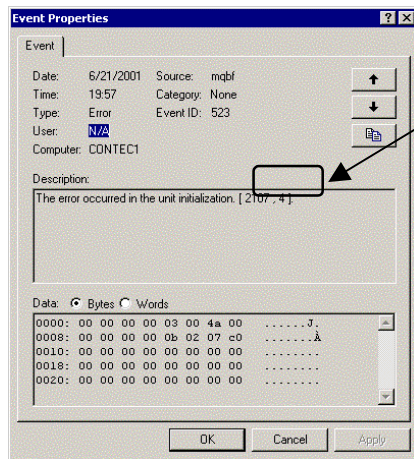 Event Properties
Event
Date: 6/21/2001 Source: mqbf
Time: 19:57 Category: None
Type: Error Event ID: 523
User: N/A
Computer: CONTEC1
Description:
The error occurred in the unit initialization. [ 2107 , 4 ].
Data: Bytes Words
0000: 00 00 00 00 03 00 4a 00 ......J.
0008: 00 00 00 00 0b 02 07 c0 .......À
0010: 00 00 00 00 00 00 00 00 ........
0018: 00 00 00 00 00 00 00 00 ........
0020: 00 00 00 00 00 00 00 00 ........
OK Cancel Apply